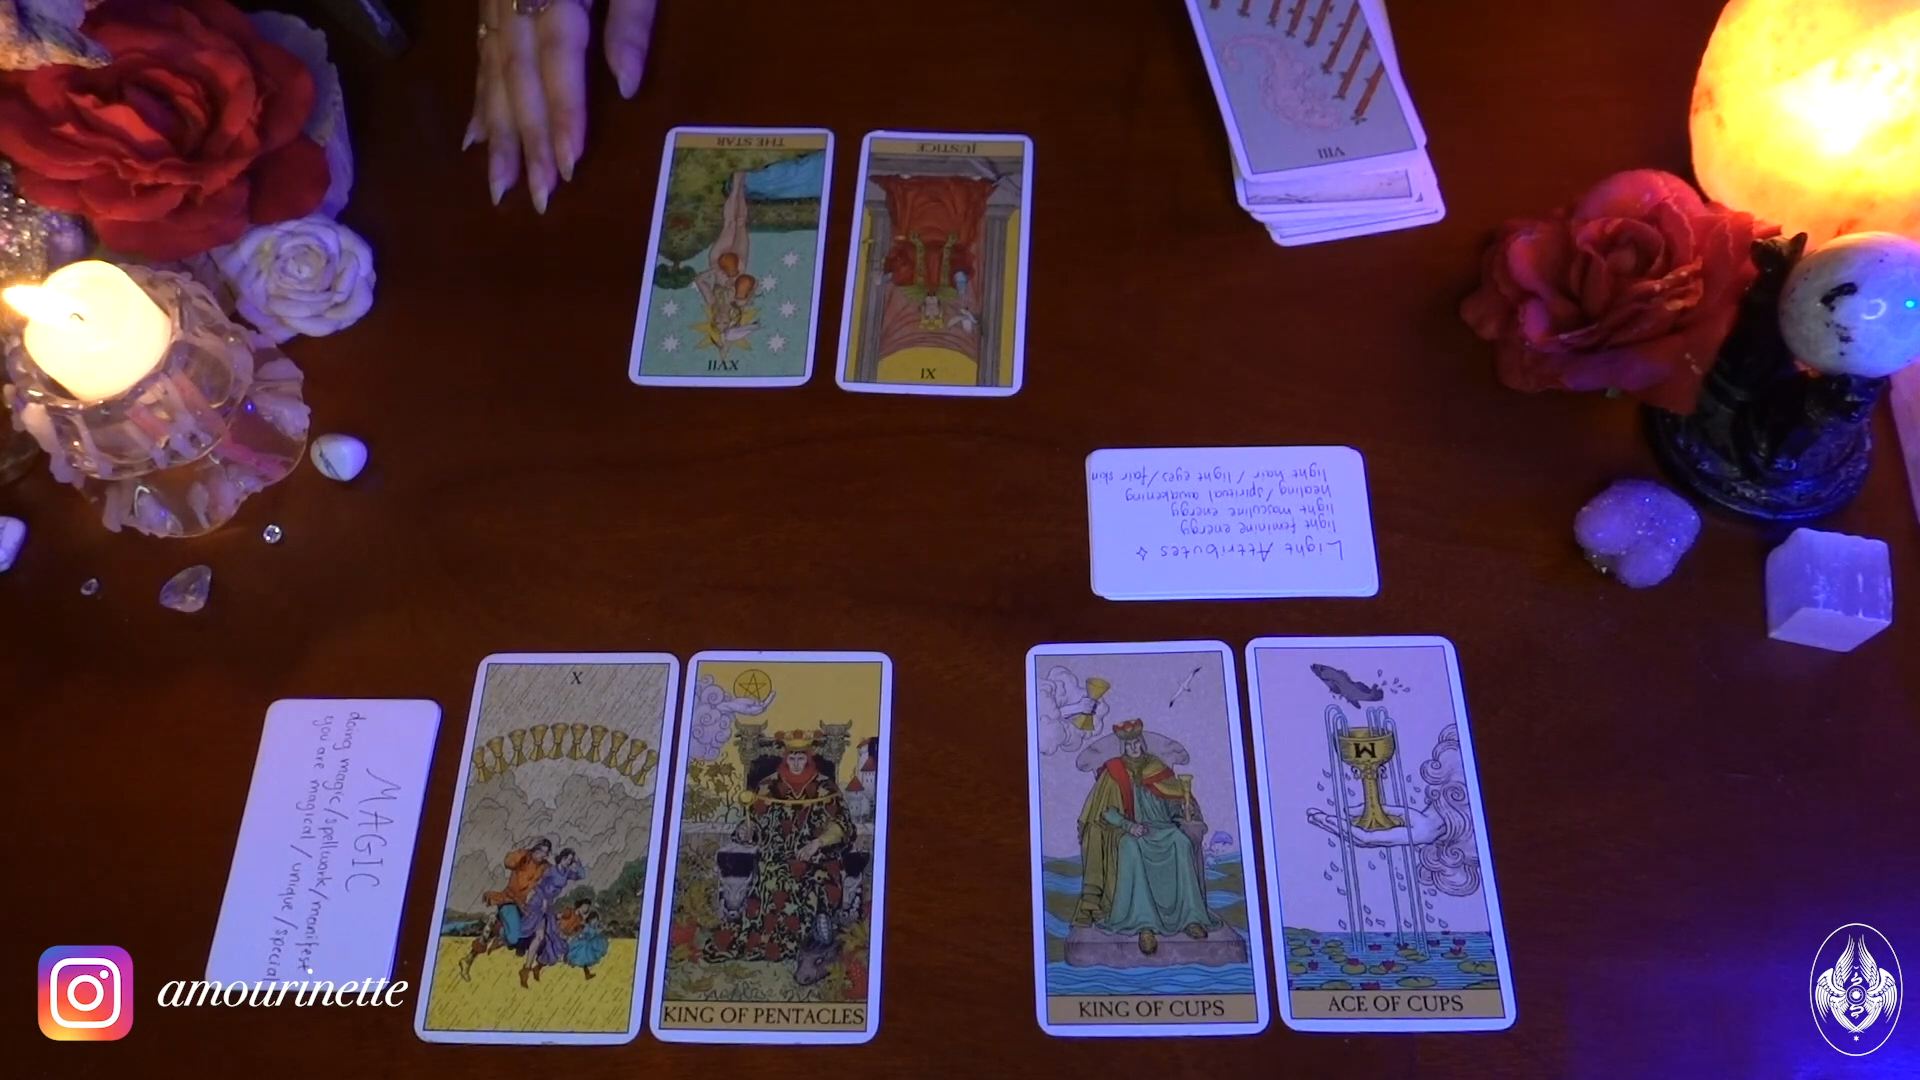 VIII
THE STAR
XVII
JUSTICE
XI
Light Attributes
light feminine energy
light masculine energy
healing/spiritual awakening
light hair / light eyes/fair skin
MAGIC
doing magic/spellwork/manifest
you are magical / unique/special
X
KING OF PENTACLES
KING OF CUPS
M
ACE OF CUPS
amourinette